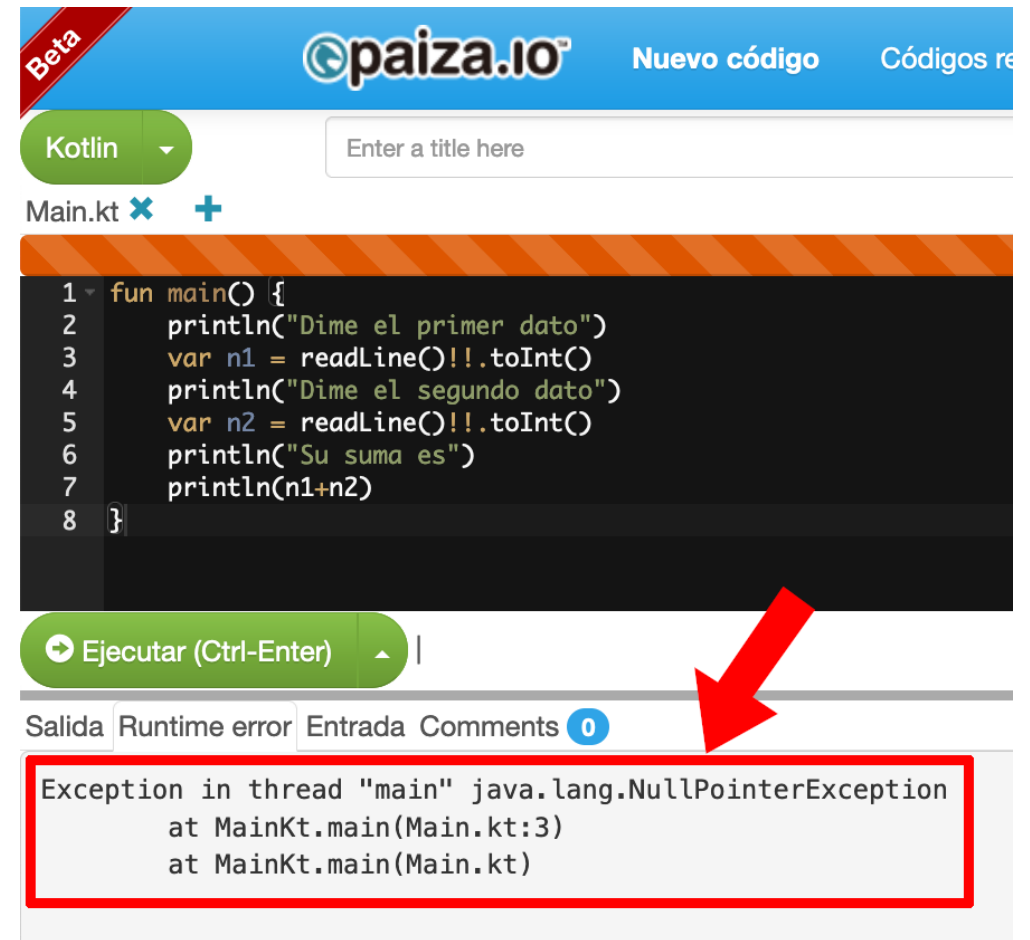 Beta
paiza.IO™ Nuevo código Códigos re
Kotlin Enter a title here
Main.kt
1 fun main() {
2 println("Dime el primer dato")
3 var n1 = readLine()!!.toInt()
4 println("Dime el segundo dato")
5 var n2 = readLine()!!.toInt()
6 println("Su suma es")
7 println(n1+n2)
8 }
Ejecutar (Ctrl-Enter)
Salida Runtime error Entrada Comments 0
Exception in thread "main" java.lang.NullPointerException
at MainKt.main(Main.kt:3)
at MainKt.main(Main.kt)